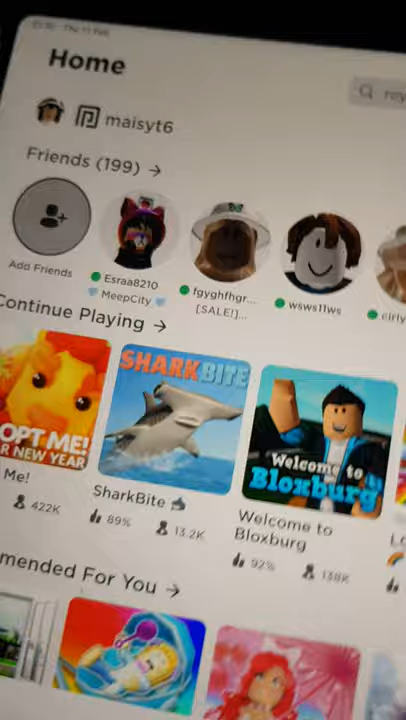 Home
maisyt6
Friends (199) →
Add Friends
Esraa8210
MeepCity
fgyghfhgr...
[SALE!]...
wsws11ws
Continue Playing →
OPT ME!
R NEW YEAR
SHARKBITE
Welcome to
Bloxburg
Me!
422K
SharkBite
89% 13.2K
Welcome to
Bloxburg
92% 138K
mended For You →